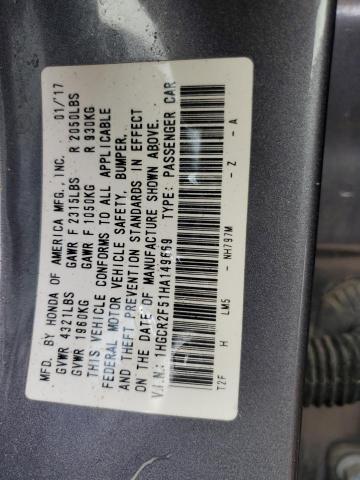 MFD. BY HONDA OF AMERICA MFG., INC. 01/17
GVWR 4321LBS GAWR F 2315LBS R 2050LBS
GVWR 1960KG GAWR F 1050KG R 930KG
THIS VEHICLE CONFORMS TO ALL APPLICABLE
FEDERAL MOTOR VEHICLE SAFETY, BUMPER,
AND THEFT PREVENTION STANDARDS IN EFFECT
ON THE DATE OF MANUFACTURE SHOWN ABOVE.
V.I.N.: 1HGCR2F51HA149659 TYPE: PASSENGER CAR
T2F H LM5 - NH797M - Z - A